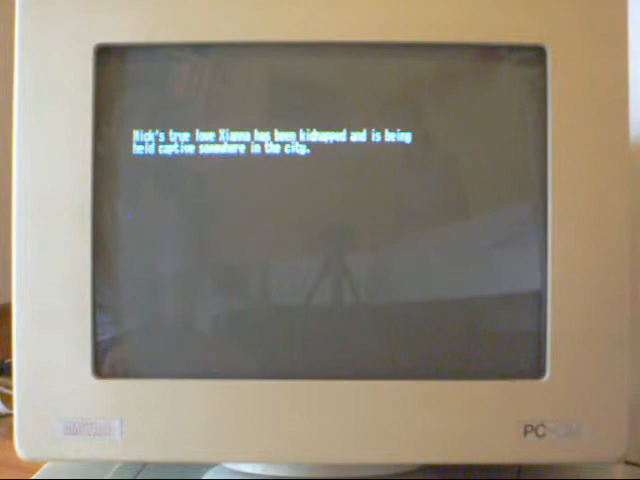 Nick's true love Xianna has been kidnapped and is being
held captive somewhere in the city.